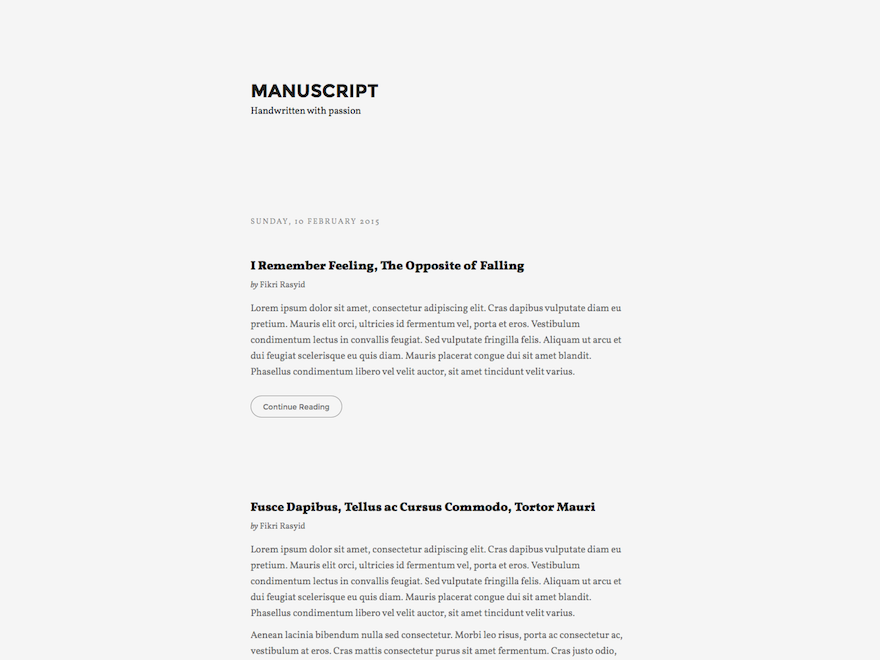 MANUSCRIPT
Handwritten with passion
SUNDAY, 10 FEBRUARY 2015
I Remember Feeling, The Opposite of Falling
by Fikri Rasyid
Lorem ipsum dolor sit amet, consectetur adipiscing elit. Cras dapibus vulputate diam eu
pretium. Mauris elit orci, ultricies id fermentum vel, porta et eros. Vestibulum
condimentum lectus in convallis feugiat. Sed vulputate fringilla felis. Aliquam ut arcu et
dui feugiat scelerisque eu quis diam. Mauris placerat congue dui sit amet blandit.
Phasellus condimentum libero vel velit auctor, sit amet tincidunt velit varius.
Continue Reading
Fusce Dapibus, Tellus ac Cursus Commodo, Tortor Mauri
by Fikri Rasyid
Lorem ipsum dolor sit amet, consectetur adipiscing elit. Cras dapibus vulputate diam eu
pretium. Mauris elit orci, ultricies id fermentum vel, porta et eros. Vestibulum
condimentum lectus in convallis feugiat. Sed vulputate fringilla felis. Aliquam ut arcu et
dui feugiat scelerisque eu quis diam. Mauris placerat congue dui sit amet blandit.
Phasellus condimentum libero vel velit auctor, sit amet tincidunt velit varius.
Aenean lacinia bibendum nulla sed consectetur. Morbi leo risus, porta ac consectetur ac,
vestibulum at eros. Cras mattis consectetur purus sit amet fermentum. Cras justo odio,